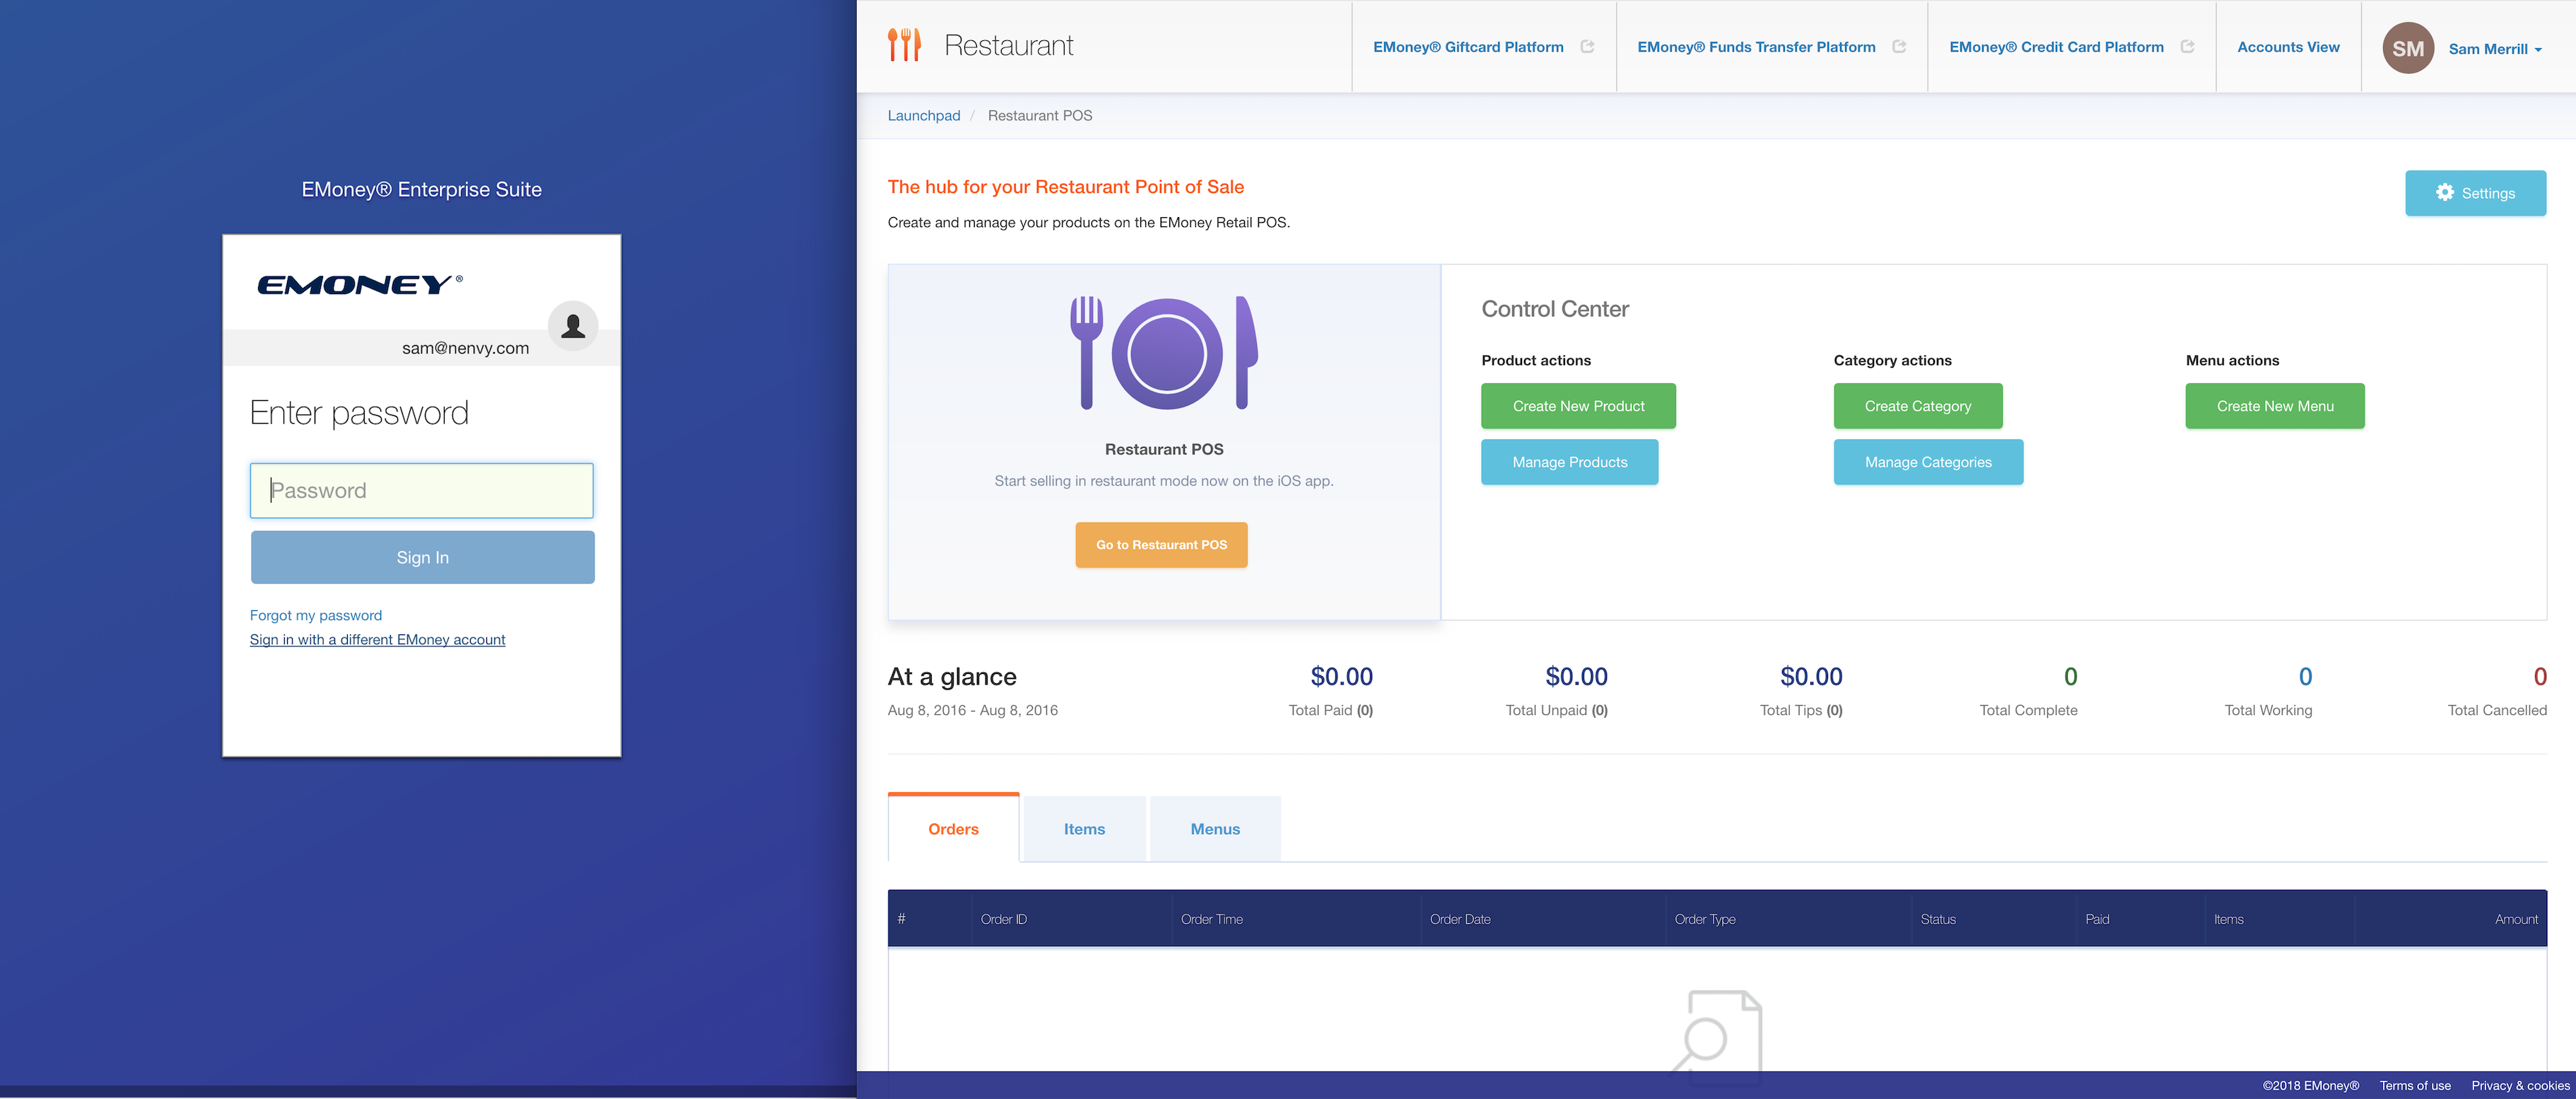 EMoney® Enterprise Suite
EMONEY®
sam@nenvy.com
Enter password
Password
Sign In
Forgot my password
Sign in with a different EMoney account
Restaurant
EMoney® Giftcard Platform
EMoney® Funds Transfer Platform
EMoney® Credit Card Platform
Accounts View
SM
Sam Merrill
Launchpad / Restaurant POS
The hub for your Restaurant Point of Sale
Create and manage your products on the EMoney Retail POS.
Settings
Restaurant POS
Start selling in restaurant mode now on the iOS app.
Go to Restaurant POS
Control Center
Product actions
Create New Product
Manage Products
Category actions
Create Category
Manage Categories
Menu actions
Create New Menu
At a glance
Aug 8, 2016 - Aug 8, 2016
$0.00
Total Paid (0)
$0.00
Total Unpaid (0)
$0.00
Total Tips (0)
0
Total Complete
0
Total Working
0
Total Cancelled
Orders
Items
Menus
# Order ID Order Time Order Date Order Type Status Paid Items Amount
©2018 EMoney® Terms of use Privacy & cookies